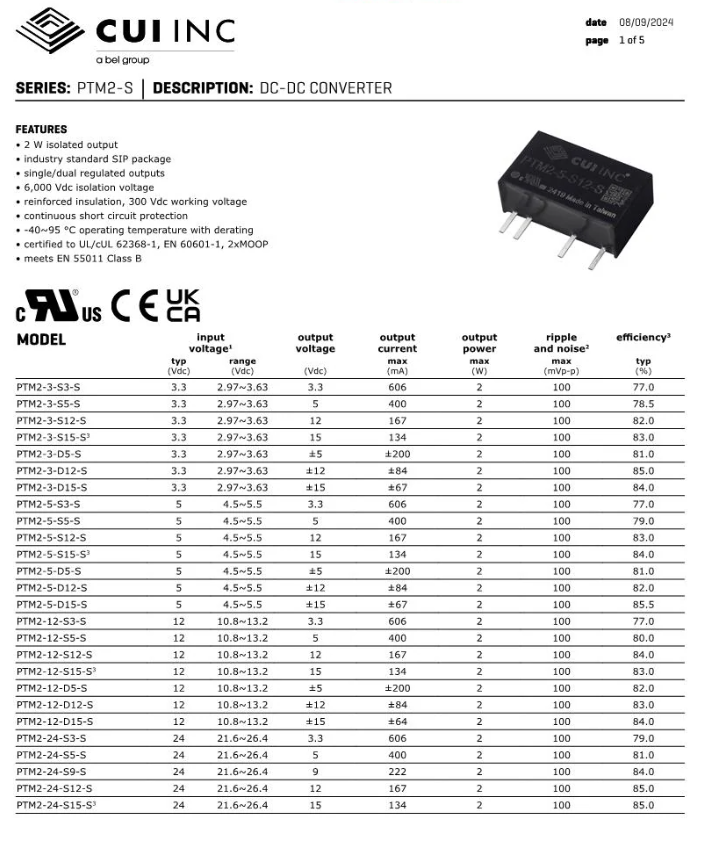 CUI INC
a bel group
date 08/09/2024
page 1 of 5
SERIES: PTM2-S | DESCRIPTION: DC-DC CONVERTER
FEATURES
• 2 W isolated output
• industry standard SIP package
• single/dual regulated outputs
• 6,000 Vdc isolation voltage
• reinforced insulation, 300 Vdc working voltage
• continuous short circuit protection
• -40~95 °C operating temperature with derating
• certified to UL/cUL 62368-1, EN 60601-1, 2xMOOP
• meets EN 55011 Class B
CUI INC
PTM2-5-S12-S
2419 Made in Taiwan
c RU US CE UK CA
MODEL input voltage¹ output voltage output current output power ripple and noise² efficiency³
typ range max max max typ
(Vdc) (Vdc) (Vdc) (mA) (W) (mVp-p) (%)
PTM2-3-S3-S 3.3 2.97~3.63 3.3 606 2 100 77.0
PTM2-3-S5-S 3.3 2.97~3.63 5 400 2 100 78.5
PTM2-3-S12-S 3.3 2.97~3.63 12 167 2 100 82.0
PTM2-3-S15-S³ 3.3 2.97~3.63 15 134 2 100 83.0
PTM2-3-D5-S 3.3 2.97~3.63 ±5 ±200 2 100 81.0
PTM2-3-D12-S 3.3 2.97~3.63 ±12 ±84 2 100 85.0
PTM2-3-D15-S 3.3 2.97~3.63 ±15 ±67 2 100 84.0
PTM2-5-S3-S 5 4.5~5.5 3.3 606 2 100 77.0
PTM2-5-S5-S 5 4.5~5.5 5 400 2 100 79.0
PTM2-5-S12-S 5 4.5~5.5 12 167 2 100 83.0
PTM2-5-S15-S³ 5 4.5~5.5 15 134 2 100 84.0
PTM2-5-D5-S 5 4.5~5.5 ±5 ±200 2 100 81.0
PTM2-5-D12-S 5 4.5~5.5 ±12 ±84 2 100 82.0
PTM2-5-D15-S 5 4.5~5.5 ±15 ±67 2 100 85.5
PTM2-12-S3-S 12 10.8~13.2 3.3 606 2 100 77.0
PTM2-12-S5-S 12 10.8~13.2 5 400 2 100 80.0
PTM2-12-S12-S 12 10.8~13.2 12 167 2 100 84.0
PTM2-12-S15-S³ 12 10.8~13.2 15 134 2 100 83.0
PTM2-12-D5-S 12 10.8~13.2 ±5 ±200 2 100 82.0
PTM2-12-D12-S 12 10.8~13.2 ±12 ±84 2 100 83.0
PTM2-12-D15-S 12 10.8~13.2 ±15 ±64 2 100 84.0
PTM2-24-S3-S 24 21.6~26.4 3.3 606 2 100 79.0
PTM2-24-S5-S 24 21.6~26.4 5 400 2 100 81.0
PTM2-24-S9-S 24 21.6~26.4 9 222 2 100 84.0
PTM2-24-S12-S 24 21.6~26.4 12 167 2 100 85.0
PTM2-24-S15-S³ 24 21.6~26.4 15 134 2 100 85.0